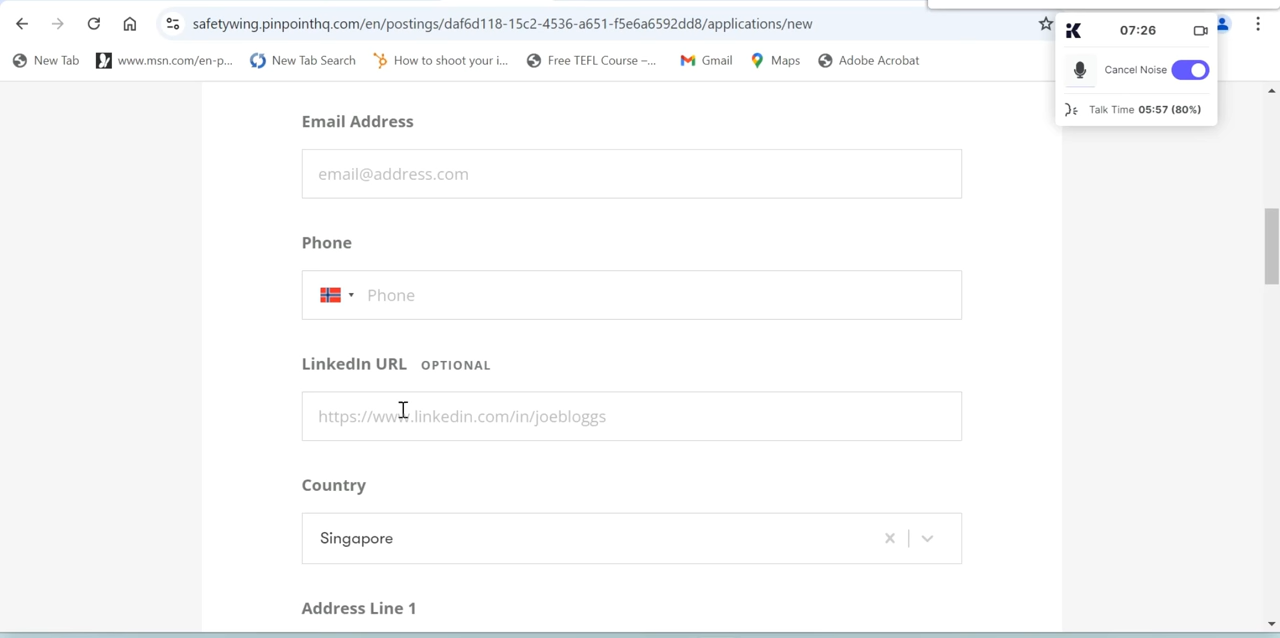 safetywing.pinpointhq.com/en/postings/daf6d118-15c2-4536-a651-f5e6a6592dd8/applications/new
07:26
New Tab
www.msn.com/en-p...
New Tab Search
How to shoot your i...
Free TEFL Course –...
Gmail
Maps
Adobe Acrobat
Cancel Noise
Talk Time 05:57 (80%)
Email Address
email@address.com
Phone
Phone
LinkedIn URL OPTIONAL
https://www.linkedin.com/in/joebloggs
Country
Singapore
Address Line 1